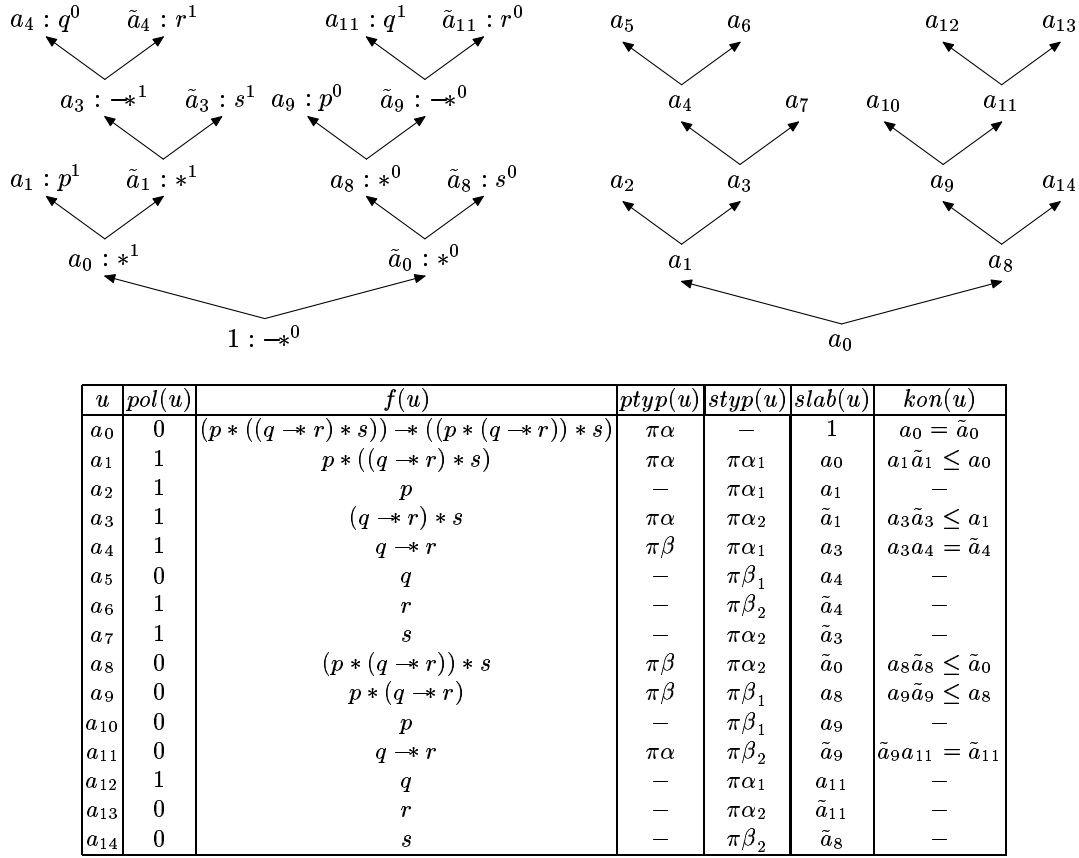 a₄ : q⁰ ã₄ : r¹ a₁₁ : q¹ ã₁₁ : r⁰ a₅ a₆ a₁₂ a₁₃
a₃ : −∗¹ ã₃ : s¹ a₉ : p⁰ ã₉ : −∗⁰ a₄ a₇ a₁₀ a₁₁
a₁ : p¹ ã₁ : ∗¹ a₈ : ∗⁰ ã₈ : s⁰ a₂ a₃ a₉ a₁₄
a₀ : ∗¹ ã₀ : ∗⁰ a₁ a₈
1 : −∗⁰ a₀
u pol(u) f(u) ptyp(u) styp(u) slab(u) kon(u)
a₀ 0 (p ∗ ((q −∗ r) ∗ s)) −∗ ((p ∗ (q −∗ r)) ∗ s) πα − 1 a₀ = ã₀
a₁ 1 p ∗ ((q −∗ r) ∗ s) πα πα₁ a₀ a₁ã₁ ≤ a₀
a₂ 1 p − πα₁ a₁ −
a₃ 1 (q −∗ r) ∗ s πα πα₂ ã₁ a₃ã₃ ≤ a₁
a₄ 1 q −∗ r πβ πα₁ a₃ a₃a₄ = ã₄
a₅ 0 q − πβ₁ a₄ −
a₆ 1 r − πβ₂ ã₄ −
a₇ 1 s − πα₂ ã₃ −
a₈ 0 (p ∗ (q −∗ r)) ∗ s πβ πα₂ ã₀ a₈ã₈ ≤ ã₀
a₉ 0 p ∗ (q −∗ r) πβ πβ₁ a₈ a₉ã₉ ≤ a₈
a₁₀ 0 p − πβ₁ a₉ −
a₁₁ 0 q −∗ r πα πβ₂ ã₉ ã₉a₁₁ = ã₁₁
a₁₂ 1 q − πα₁ a₁₁ −
a₁₃ 0 r − πα₂ ã₁₁ −
a₁₄ 0 s − πβ₂ ã₈ −